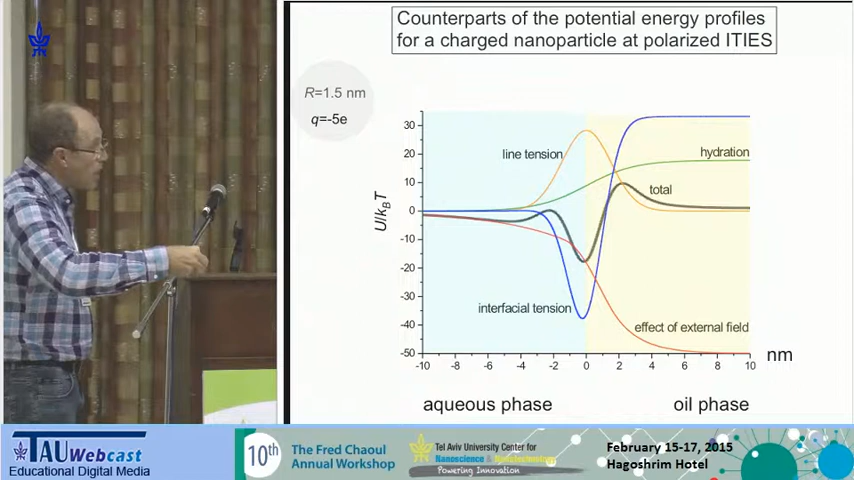 Counterparts of the potential energy profiles
for a charged nanoparticle at polarized ITIES
R=1.5 nm
q=-5e
U/k_BT
30
20
10
0
-10
-20
-30
-40
-50
line tension
hydration
total
interfacial tension
effect of external field
-10 -8 -6 -4 -2 0 2 4 6 8 10
nm
aqueous phase
oil phase
TAU Webcast
Educational Digital Media
10th
The Fred Chaoul
Annual Workshop
Tel Aviv University Center for
Nanoscience & Nanotechnology
Powering Innovation
February 15-17, 2015
Hagoshrim Hotel